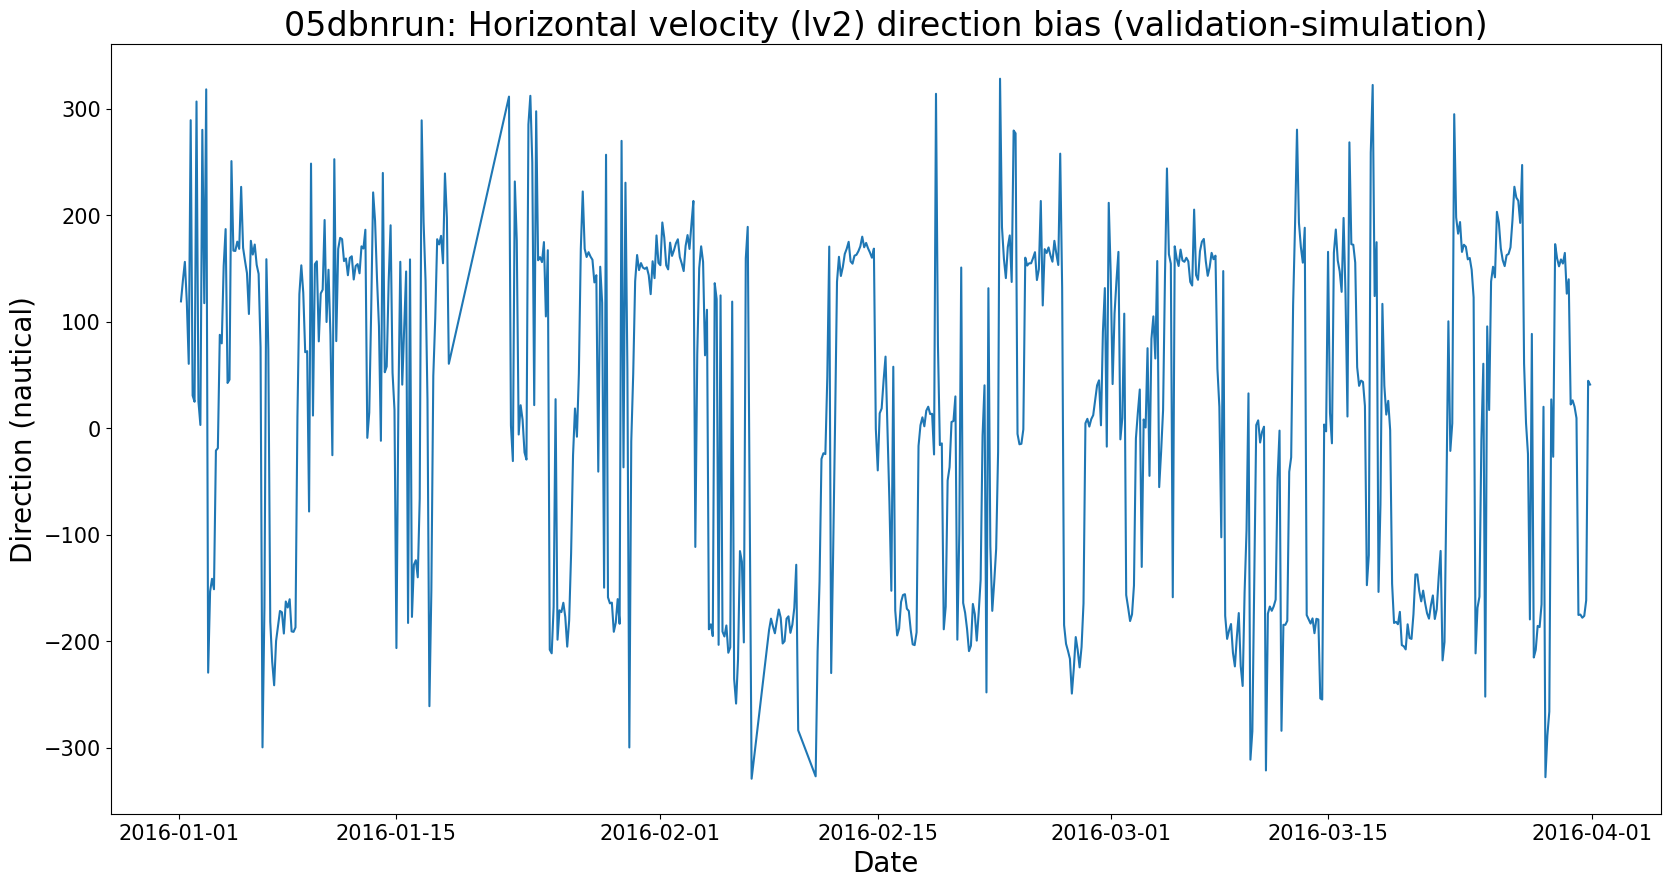 05dbnrun: Horizontal velocity (lv2) direction bias (validation-simulation)
Direction (nautical)
300
200
100
0
−100
−200
−300
2016-01-01 2016-01-15 2016-02-01 2016-02-15 2016-03-01 2016-03-15 2016-04-01
Date